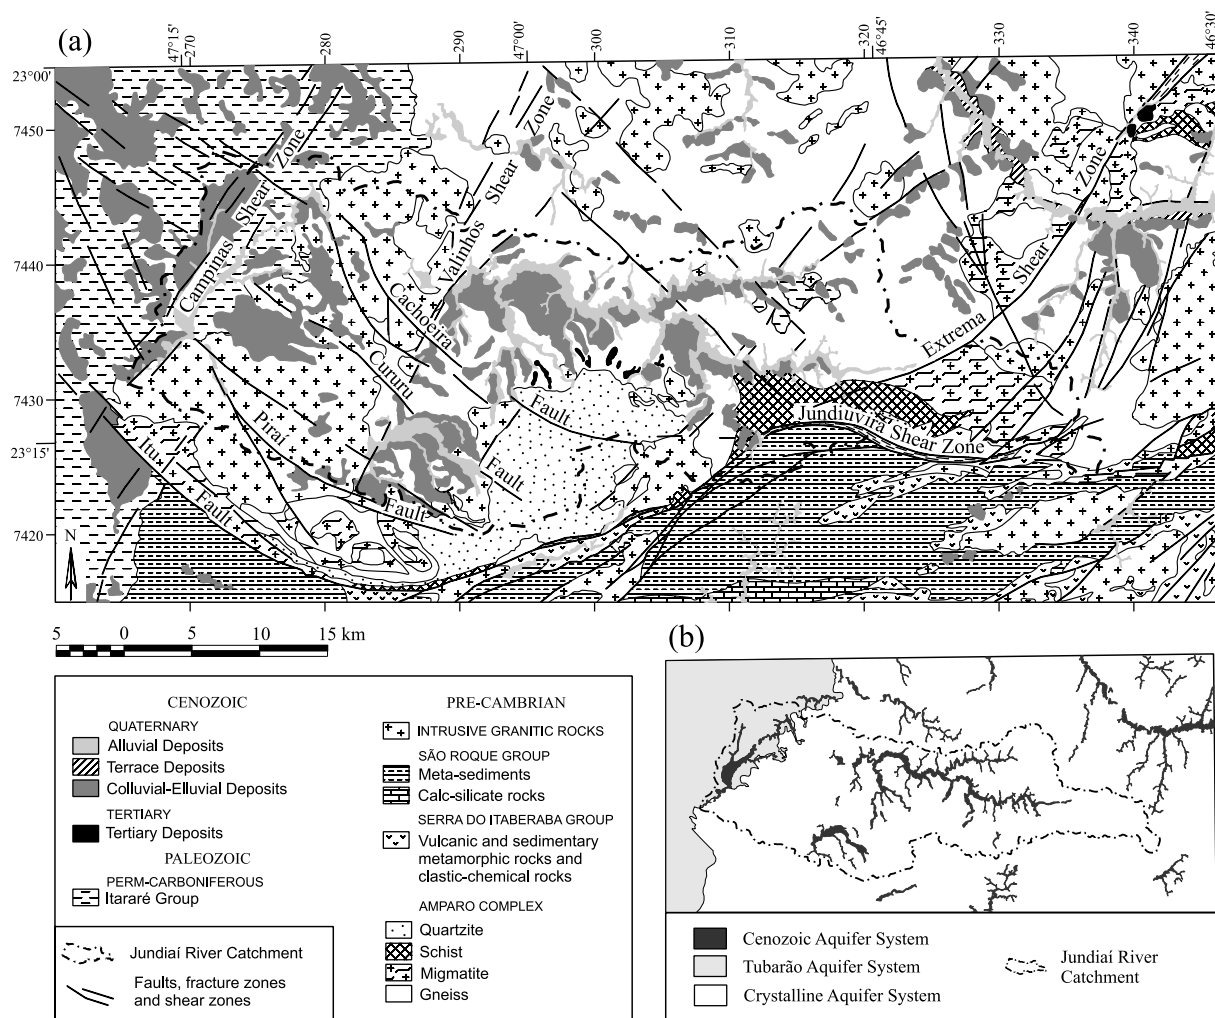 (a)
47°15'
270
280
290
47°00'
300
310
320
46°45'
330
340
46°30'
23°00'
7450
7440
7430
23°15'
7420
N
Campinas Shear Zone
Valinhos Shear Zone
Shear Zone
Extrema
Cachoeira
Fault
Cururu
Fault
Piraí
Fault
Itu
Fault
Jundiuvira Shear Zone
5 0 5 10 15 km
(b)
CENOZOIC
QUATERNARY
Alluvial Deposits
Terrace Deposits
Colluvial-Elluvial Deposits
TERTIARY
Tertiary Deposits
PALEOZOIC
PERM-CARBONIFEROUS
Itararé Group
Jundiaí River Catchment
Faults, fracture zones
and shear zones
PRE-CAMBRIAN
INTRUSIVE GRANITIC ROCKS
SÃO ROQUE GROUP
Meta-sediments
Calc-silicate rocks
SERRA DO ITABERABA GROUP
Vulcanic and sedimentary
metamorphic rocks and
clastic-chemical rocks
AMPARO COMPLEX
Quartzite
Schist
Migmatite
Gneiss
Cenozoic Aquifer System
Tubarão Aquifer System
Crystalline Aquifer System
Jundiaí River
Catchment